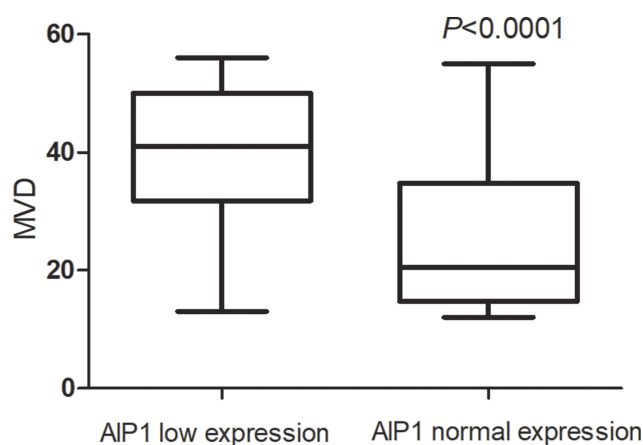 P<0.0001
60
40
20
0
MVD
AIP1 low expression
AIP1 normal expression